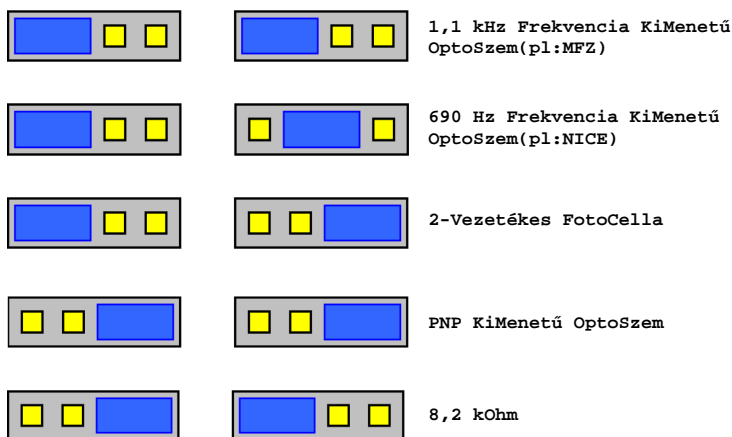 1,1 kHz Frekvencia KiMenetű
OptoSzem(pl:MFZ)
690 Hz Frekvencia KiMenetű
OptoSzem(pl:NICE)
2-Vezetékes FotoCella
PNP KiMenetű OptoSzem
8,2 kOhm